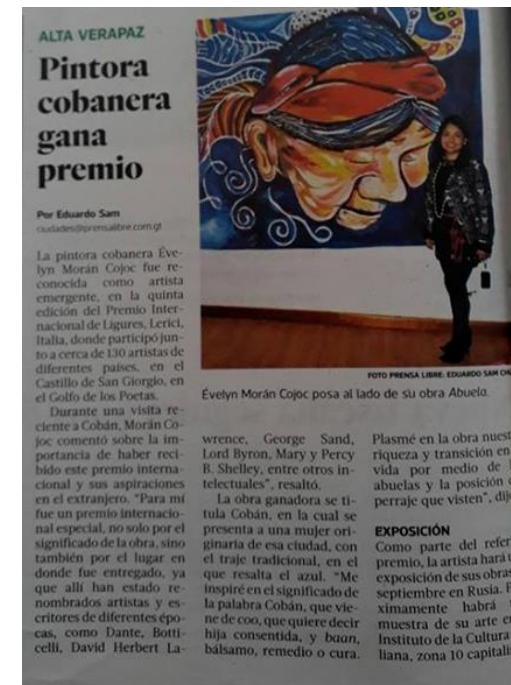 ALTA VERAPAZ
Pintora
cobanera
gana
premio
Por Eduardo Sam
ciudades@prensalibre.com.gt
La pintora cobanera Éve-
lyn Morán Cojoc fue re-
conocida como artista
emergente, en la quinta
edición del Premio Inter-
nacional de Ligures, Lerici,
Italia, donde participó jun-
to a cerca de 130 artistas de
diferentes países, en el
Castillo de San Giorgio, en
el Golfo de los Poetas.
Durante una visita re-
ciente a Cobán, Morán Co-
joc comentó sobre la im-
portancia de haber reci-
bido este premio interna-
cional y sus aspiraciones
en el extranjero. “Para mí
fue un premio internacio-
nal especial, no solo por el
significado de la obra, sino
también por el lugar en
donde fue entregado, ya
que allí han estado re-
nombrados artistas y es-
critores de diferentes épo-
cas, como Dante, Botti-
celli, David Herbert La-
FOTO PRENSA LIBRE: EDUARDO SAM
Évelyn Morán Cojoc posa al lado de su obra Abuela.
wrence, George Sand,
Lord Byron, Mary y Percy
B. Shelley, entre otros in-
telectuales”, resaltó.
La obra ganadora se ti-
tula Cobán, en la cual se
presenta a una mujer ori-
ginaria de esa ciudad, con
el traje tradicional, en el
que resalta el azul. “Me
inspiré en el significado de
la palabra Cobán, que vie-
ne de coo, que quiere decir
hija consentida, y baan,
bálsamo, remedio o cura.
Plasmé en la obra nuest
riqueza y transición en
vida por medio de
abuelas y la posición
perraje que visten”, dij
EXPOSICIÓN
Como parte del refer
premio, la artista hará
exposición de sus obras
septiembre en Rusia.
ximamente habrá
muestra de su arte en
Instituto de la Cultura
liana, zona 10 capitali